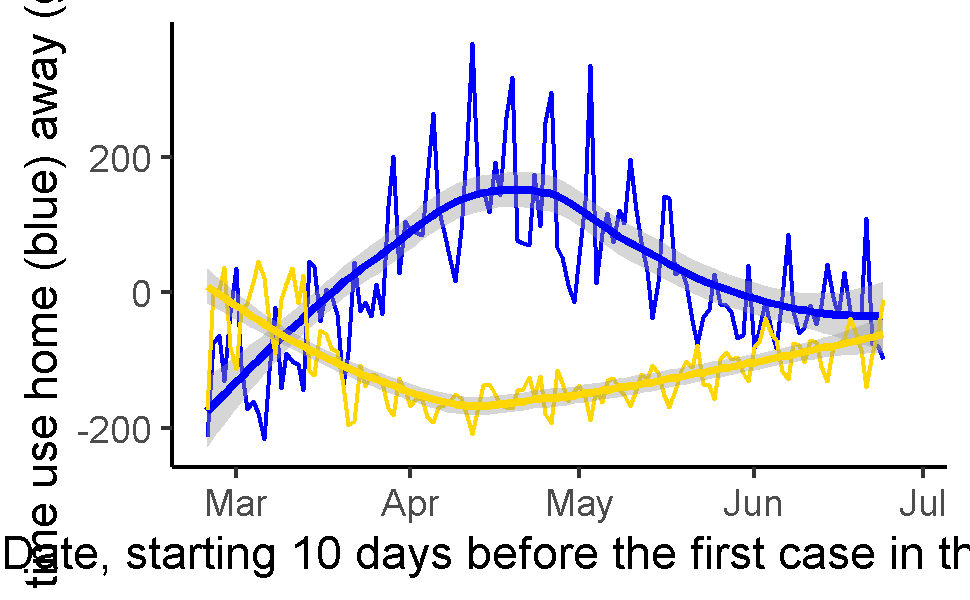 time use home (blue) away (
200
0
-200
Mar Apr May Jun Jul
Date, starting 10 days before the first case in th